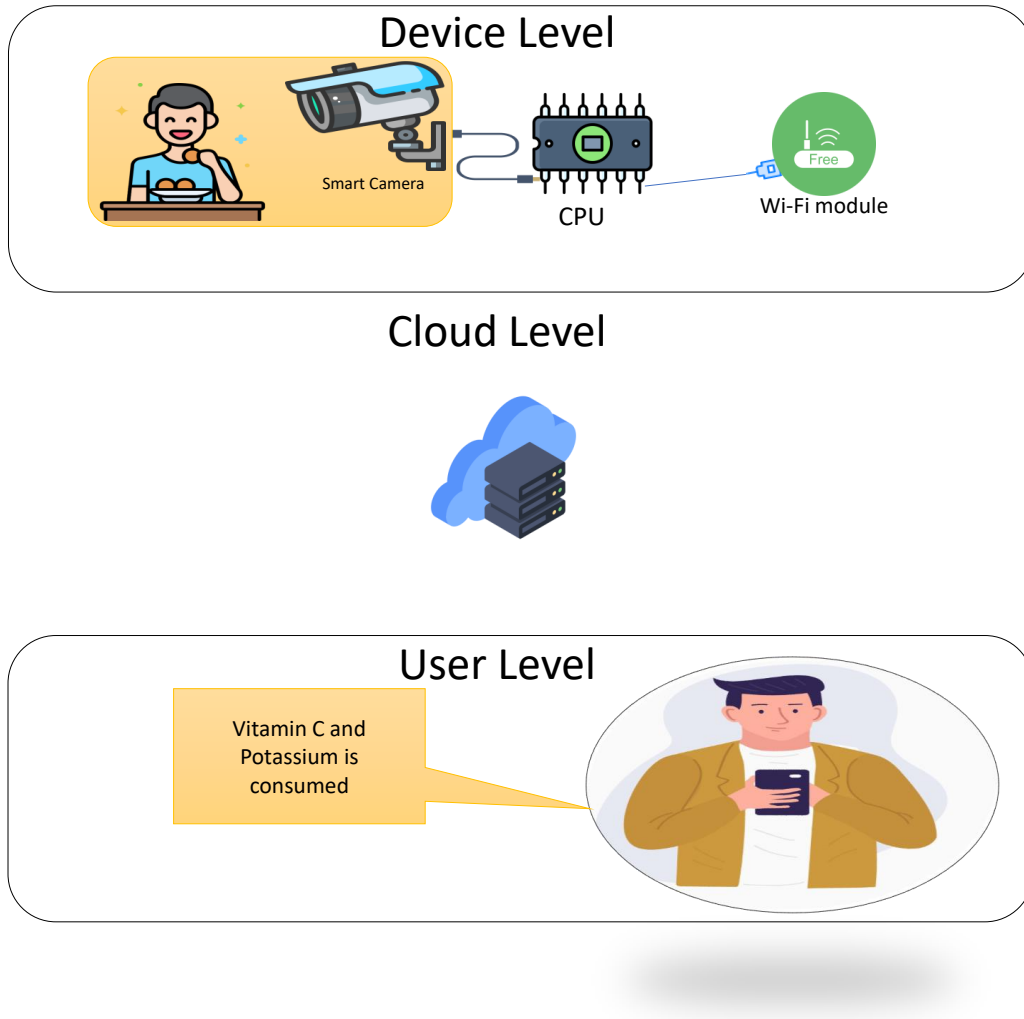 Device Level
Smart Camera
CPU
Free
Wi-Fi module
Cloud Level
User Level
Vitamin C and
Potassium is
consumed